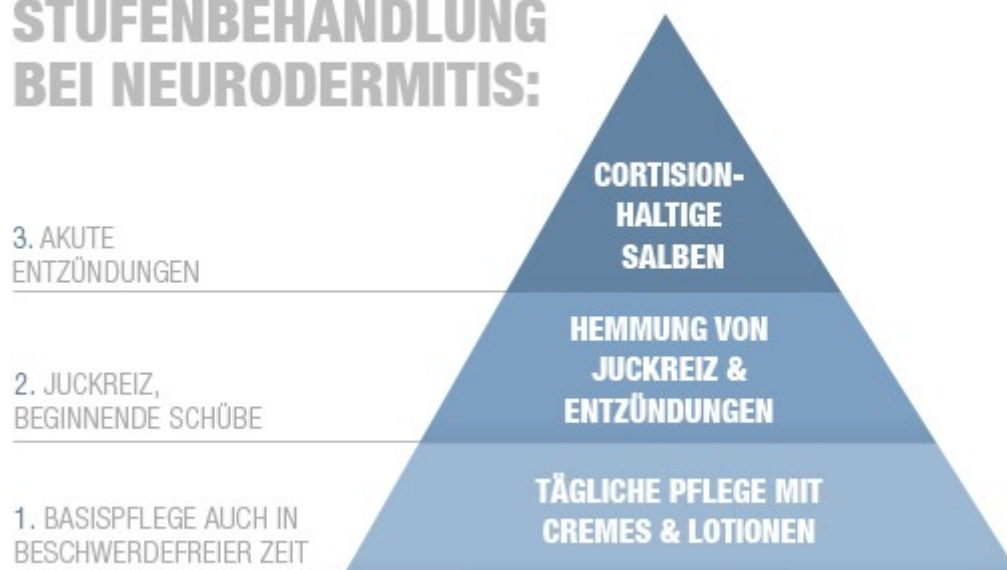 STUFENBEHANDLUNG
BEI NEURODERMITIS:
CORTISION-
HALTIGE
SALBEN
3. AKUTE
ENTZÜNDUNGEN
HEMMUNG VON
JUCKREIZ &
ENTZÜNDUNGEN
2. JUCKREIZ,
BEGINNENDE SCHÜBE
TÄGLICHE PFLEGE MIT
CREMES & LOTIONEN
1. BASISPFLEGE AUCH IN
BESCHWERDEFREIER ZEIT